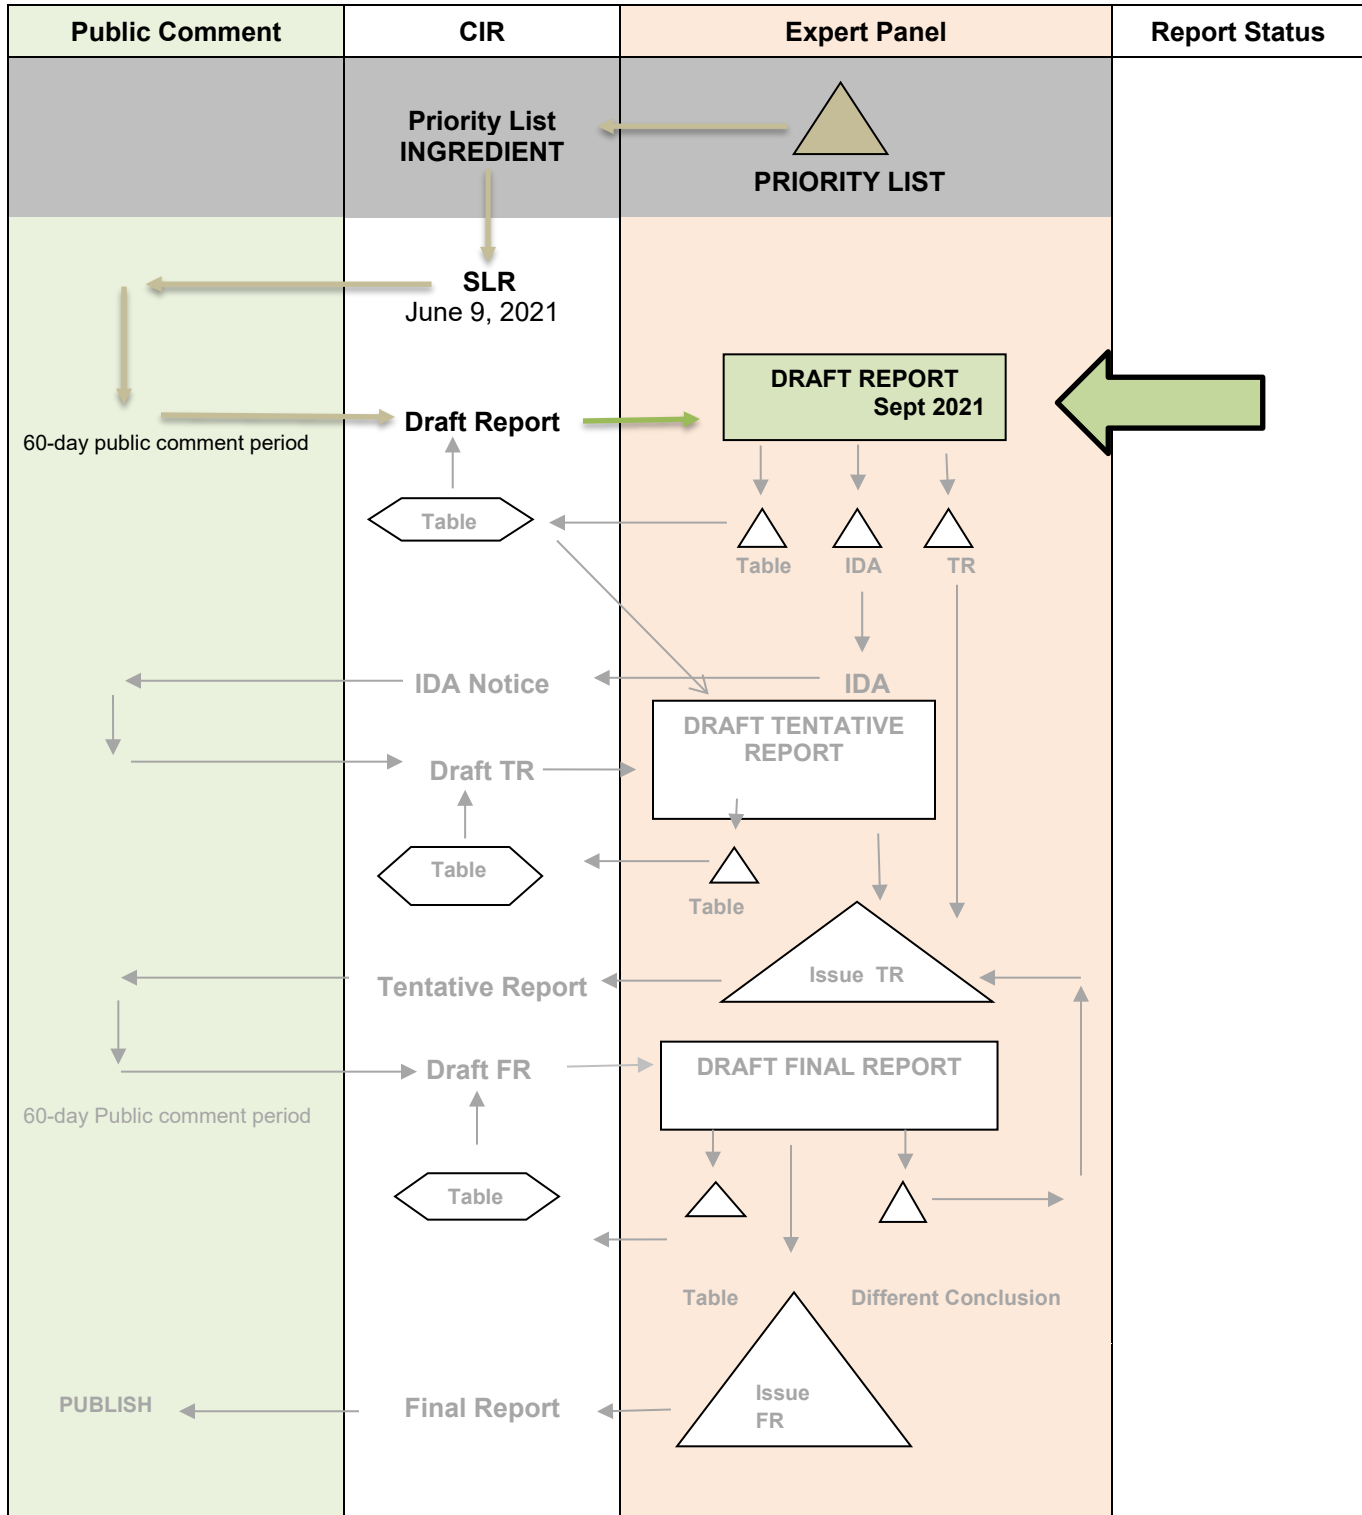 Public Comment
CIR
Expert Panel
Report Status
Priority List
INGREDIENT
PRIORITY LIST
SLR
June 9, 2021
DRAFT REPORT
Sept 2021
60-day public comment period
Draft Report
Table
Table
IDA
TR
IDA Notice
IDA
DRAFT TENTATIVE
REPORT
Draft TR
Table
Table
Issue TR
Tentative Report
Draft FR
DRAFT FINAL REPORT
60-day Public comment period
Table
Table
Different Conclusion
PUBLISH
Final Report
Issue
FR